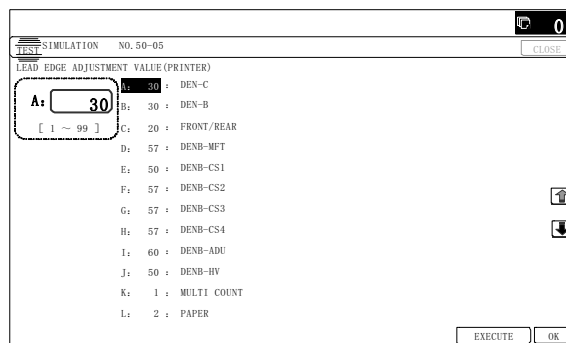 0
TEST SIMULATION NO.50-05
CLOSE
LEAD EDGE ADJUSTMENT VALUE(PRINTER)
A: 30
[ 1 ~ 99 ]
A: 30 : DEN-C
B: 30 : DEN-B
C: 20 : FRONT/REAR
D: 57 : DENB-MFT
E: 50 : DENB-CS1
F: 57 : DENB-CS2
G: 57 : DENB-CS3
H: 57 : DENB-CS4
I: 60 : DENB-ADU
J: 50 : DENB-HV
K: 1 : MULTI COUNT
L: 2 : PAPER
EXECUTE OK